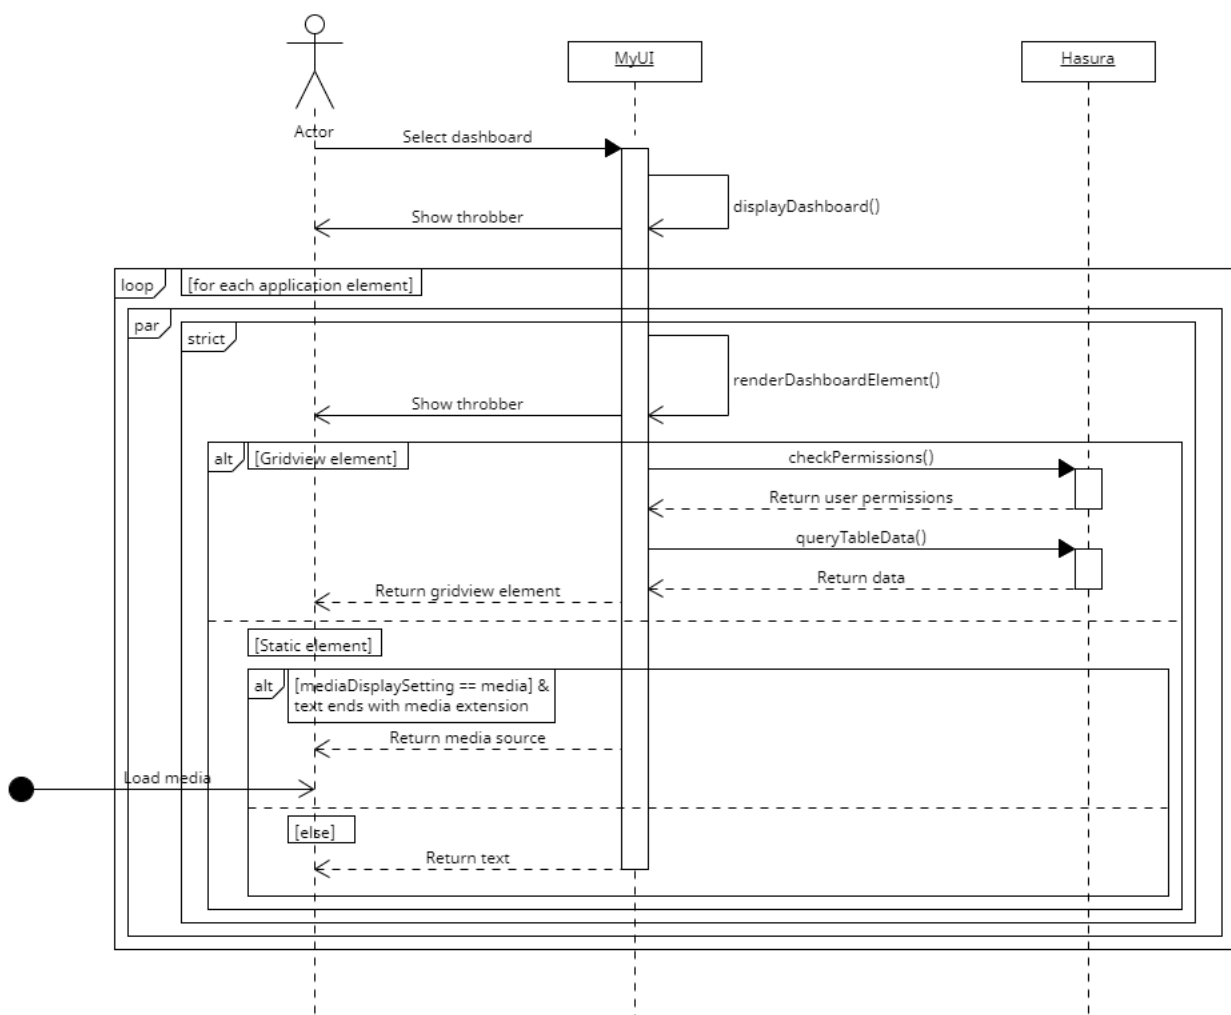 MyUI
Hasura
Actor
Select dashboard
displayDashboard()
Show throbber
loop
[for each application element]
par
strict
renderDashboardElement()
Show throbber
alt
[Gridview element]
checkPermissions()
Return user permissions
queryTableData()
Return data
Return gridview element
[Static element]
alt
[mediaDisplaySetting == media] &
text ends with media extension
Return media source
Load media
[else]
Return text